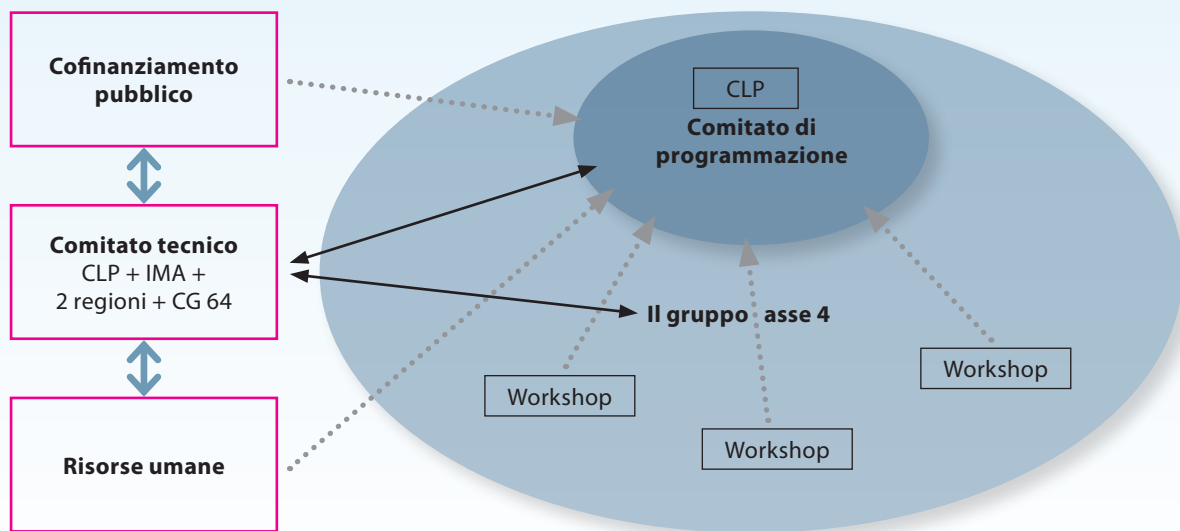 Cofinanziamento
pubblico
Comitato tecnico
CLP + IMA +
2 regioni + CG 64
Risorse umane
CLP
Comitato di
programmazione
Il gruppo asse 4
Workshop
Workshop
Workshop